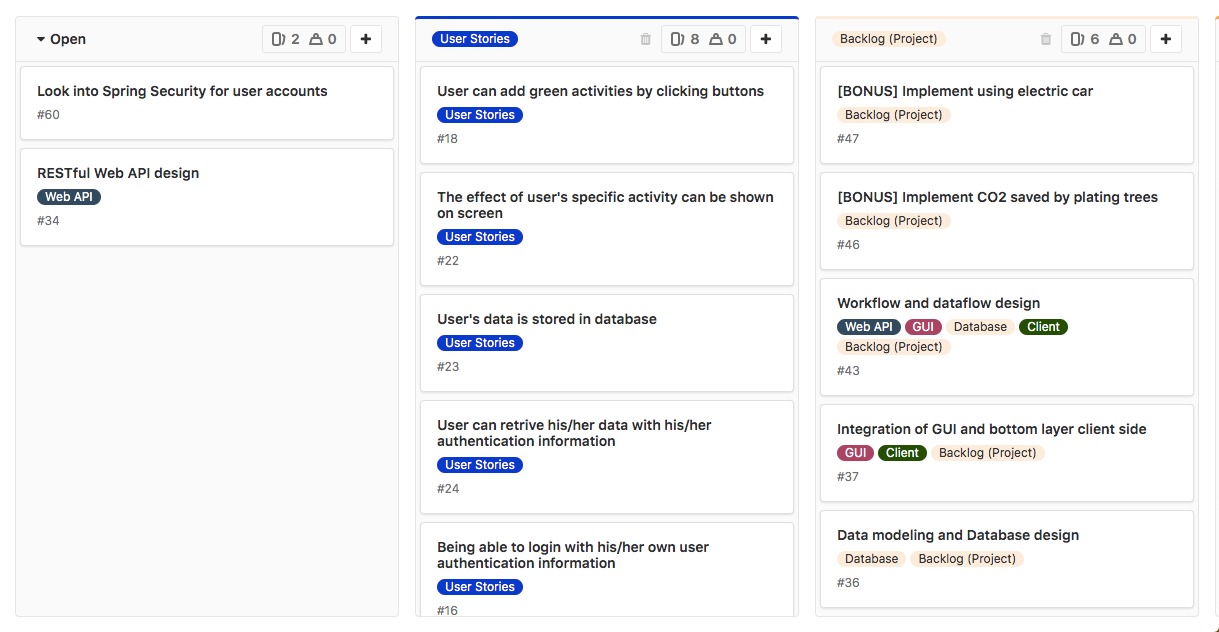 Open 2 0 +
Look into Spring Security for user accounts
#60
RESTful Web API design
Web API
#34
User Stories 8 0 +
User can add green activities by clicking buttons
User Stories
#18
The effect of user's specific activity can be shown
on screen
User Stories
#22
User's data is stored in database
User Stories
#23
User can retrive his/her data with his/her
authentication information
User Stories
#24
Being able to login with his/her own user
authentication information
User Stories
#16
Backlog (Project) 6 0 +
[BONUS] Implement using electric car
Backlog (Project)
#47
[BONUS] Implement CO2 saved by plating trees
Backlog (Project)
#46
Workflow and dataflow design
Web API GUI Database Client
Backlog (Project)
#43
Integration of GUI and bottom layer client side
GUI Client Backlog (Project)
#37
Data modeling and Database design
Database Backlog (Project)
#36